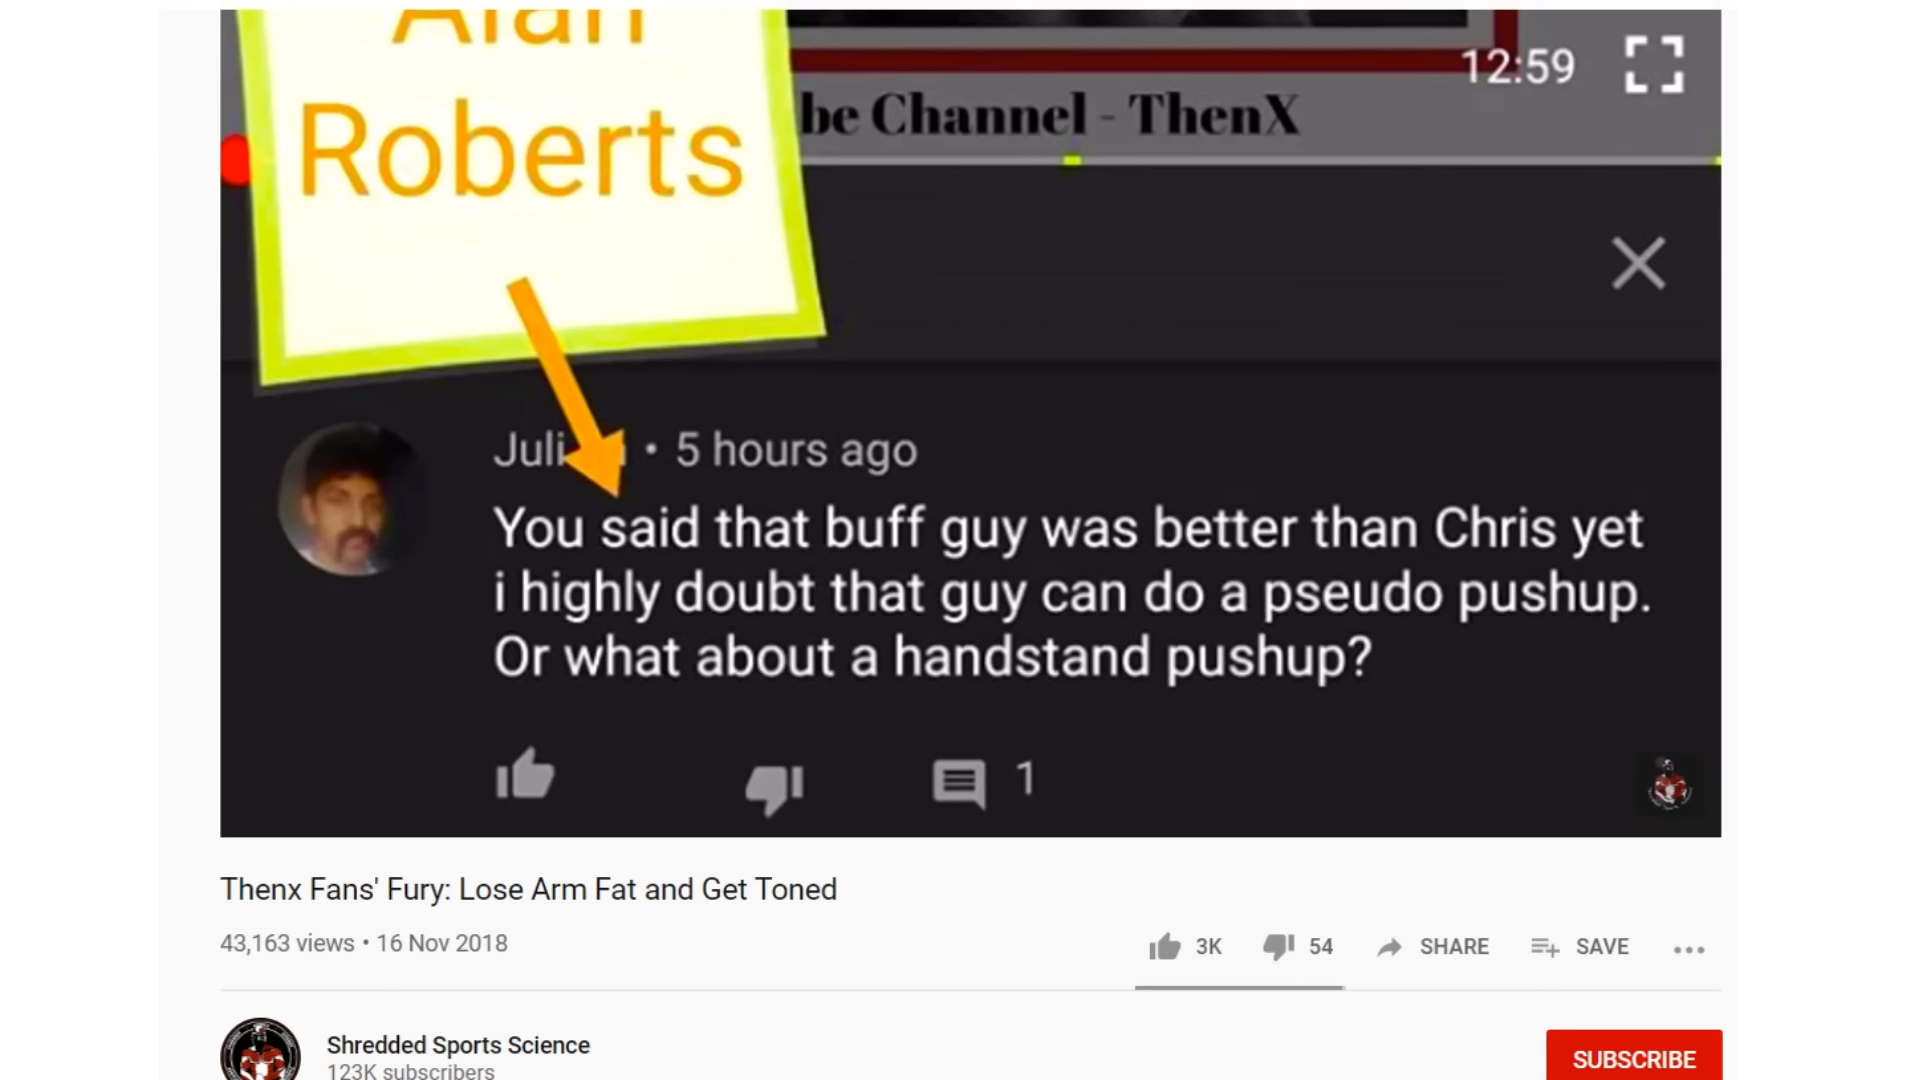 Alan
Roberts
12:59
be Channel - ThenX
5 hours ago
You said that buff guy was better than Chris yet
i highly doubt that guy can do a pseudo pushup.
Or what about a handstand pushup?
1
Thenx Fans' Fury: Lose Arm Fat and Get Toned
43,163 views • 16 Nov 2018
3K
54
SHARE
SAVE
Shredded Sports Science
123K subscribers
SUBSCRIBE